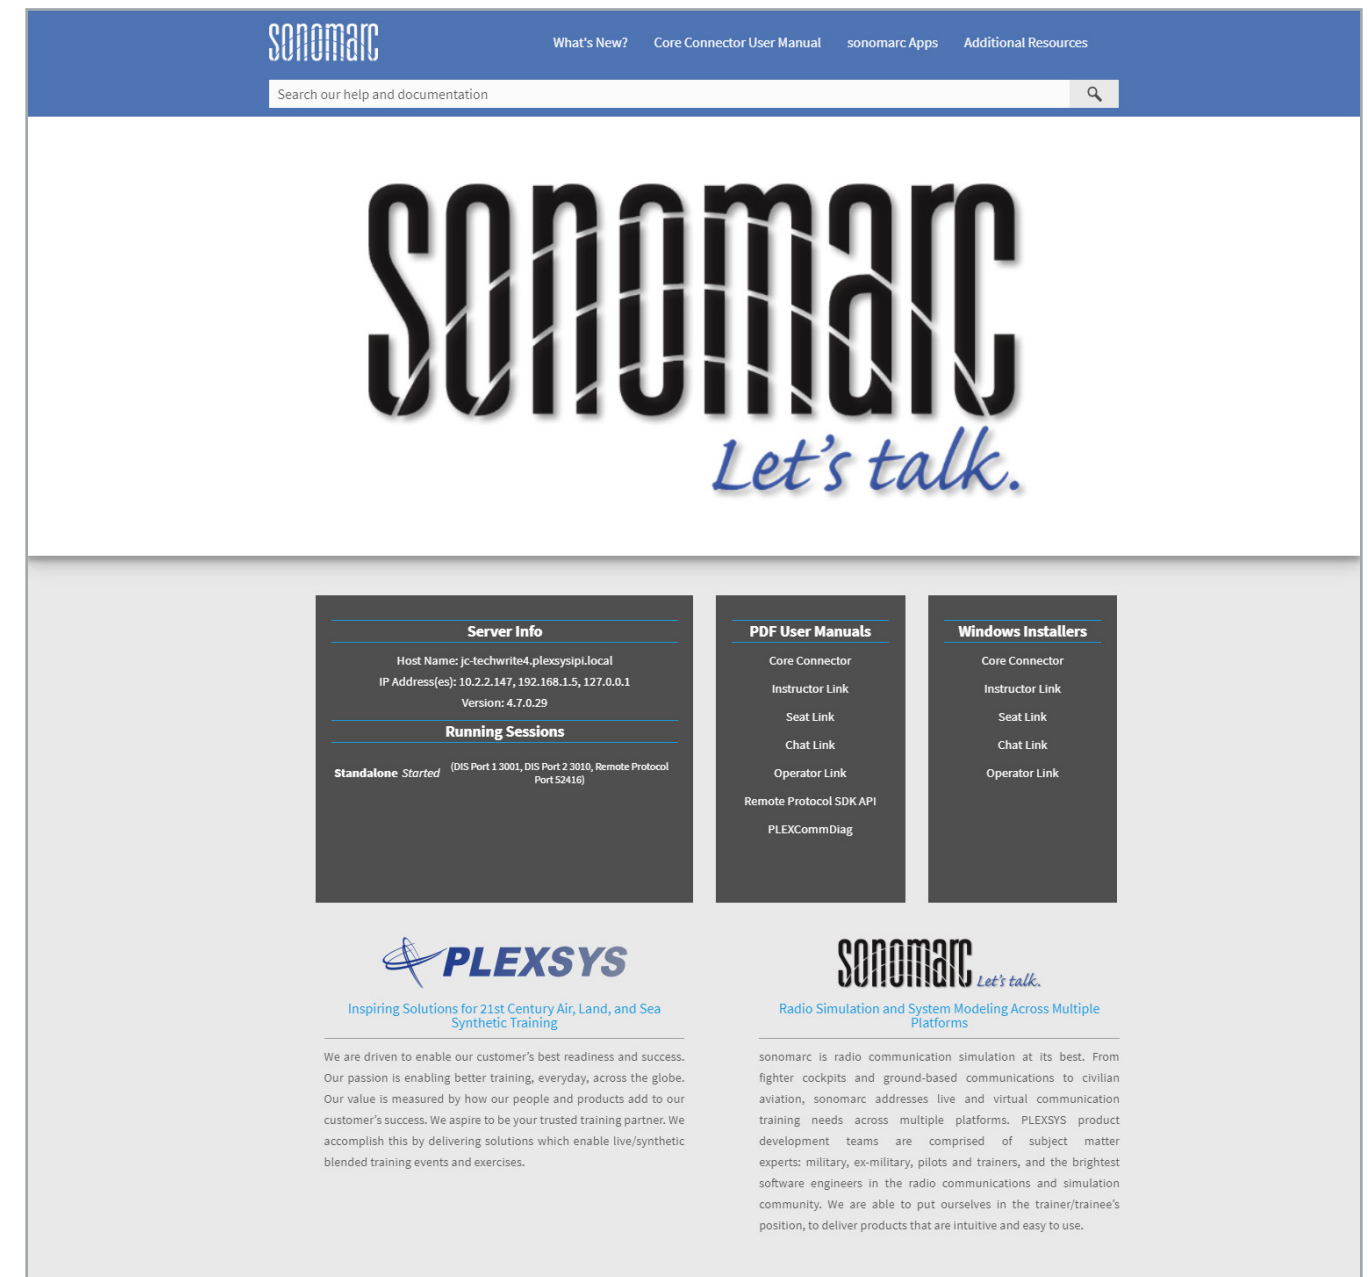 sonomarc
What's New? Core Connector User Manual sonomarc Apps Additional Resources
Search our help and documentation
sonomarc
Let's talk.
Server Info
Host Name: jc-techwrite4.plexsysipi.local
IP Address(es): 10.2.2.147, 192.168.1.5, 127.0.0.1
Version: 4.7.0.29
Running Sessions
Standalone Started (DIS Port 1 3001, DIS Port 2 3010, Remote Protocol
Port 52416)
PDF User Manuals
Core Connector
Instructor Link
Seat Link
Chat Link
Operator Link
Remote Protocol SDK API
PLEXCommDiag
Windows Installers
Core Connector
Instructor Link
Seat Link
Chat Link
Operator Link
PLEXSYS
Inspiring Solutions for 21st Century Air, Land, and Sea
Synthetic Training
We are driven to enable our customer’s best readiness and success.
Our passion is enabling better training, everyday, across the globe.
Our value is measured by how our people and products add to our
customer’s success. We aspire to be your trusted training partner. We
accomplish this by delivering solutions which enable live/synthetic
blended training events and exercises.
sonomarc Let's talk.
Radio Simulation and System Modeling Across Multiple
Platforms
sonomarc is radio communication simulation at its best. From
fighter cockpits and ground-based communications to civilian
aviation, sonomarc addresses live and virtual communication
training needs across multiple platforms. PLEXSYS product
development teams are comprised of subject matter
experts: military, ex-military, pilots and trainers, and the brightest
software engineers in the radio communications and simulation
community. We are able to put ourselves in the trainer/trainee’s
position, to deliver products that are intuitive and easy to use.